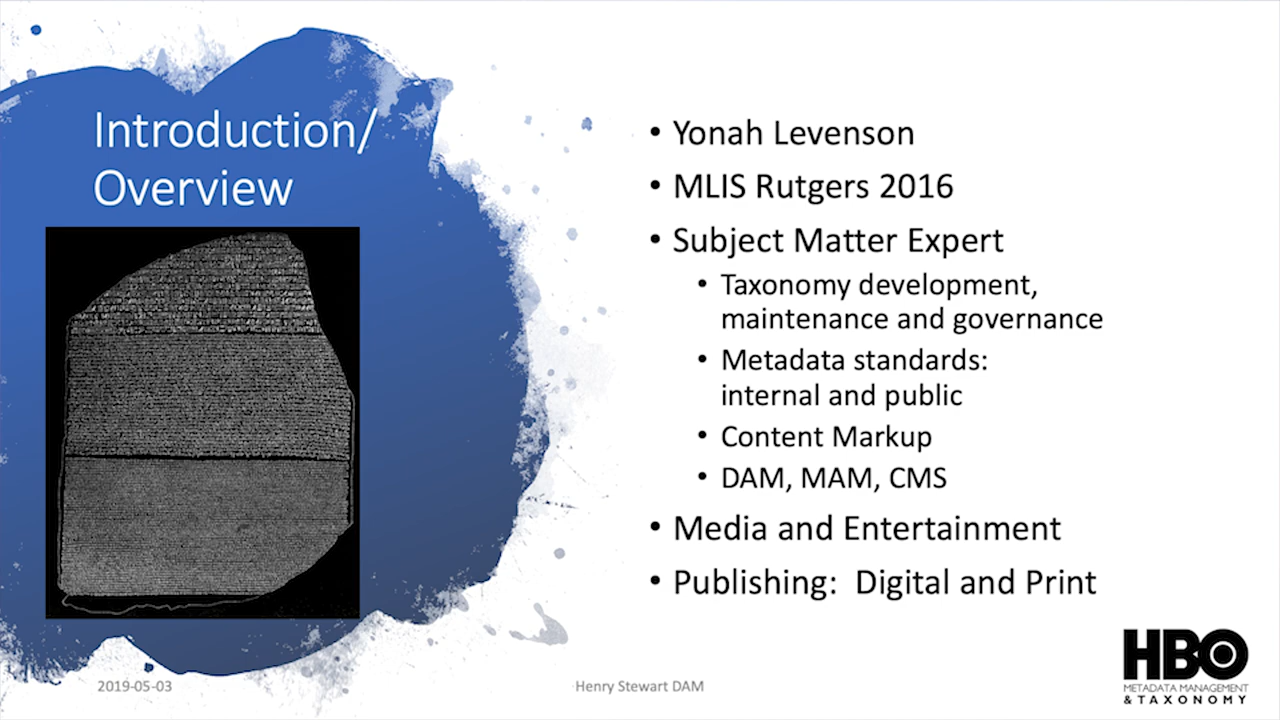 Introduction/
Overview
• Yonah Levenson
• MLIS Rutgers 2016
• Subject Matter Expert
• Taxonomy development,
maintenance and governance
• Metadata standards:
internal and public
• Content Markup
• DAM, MAM, CMS
• Media and Entertainment
• Publishing:  Digital and Print
2019-05-03
Henry Stewart DAM
HBO
METADATA MANAGEMENT
& TAXONOMY